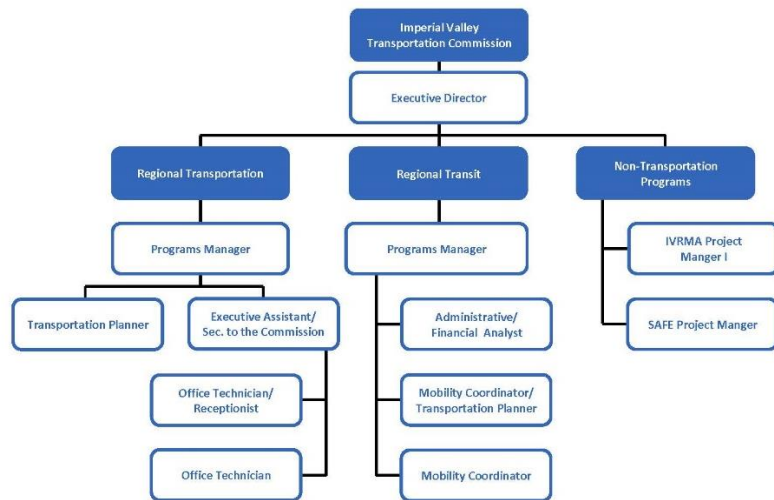 Imperial Valley
Transportation Commission
Executive Director
Regional Transportation
Regional Transit
Non-Transportation
Programs
Programs Manager
Programs Manager
IVRMA Project
Manger I
Transportation Planner
Executive Assistant/
Sec. to the Commission
Administrative/
Financial Analyst
SAFE Project Manger
Office Technician/
Receptionist
Mobility Coordinator/
Transportation Planner
Office Technician
Mobility Coordinator